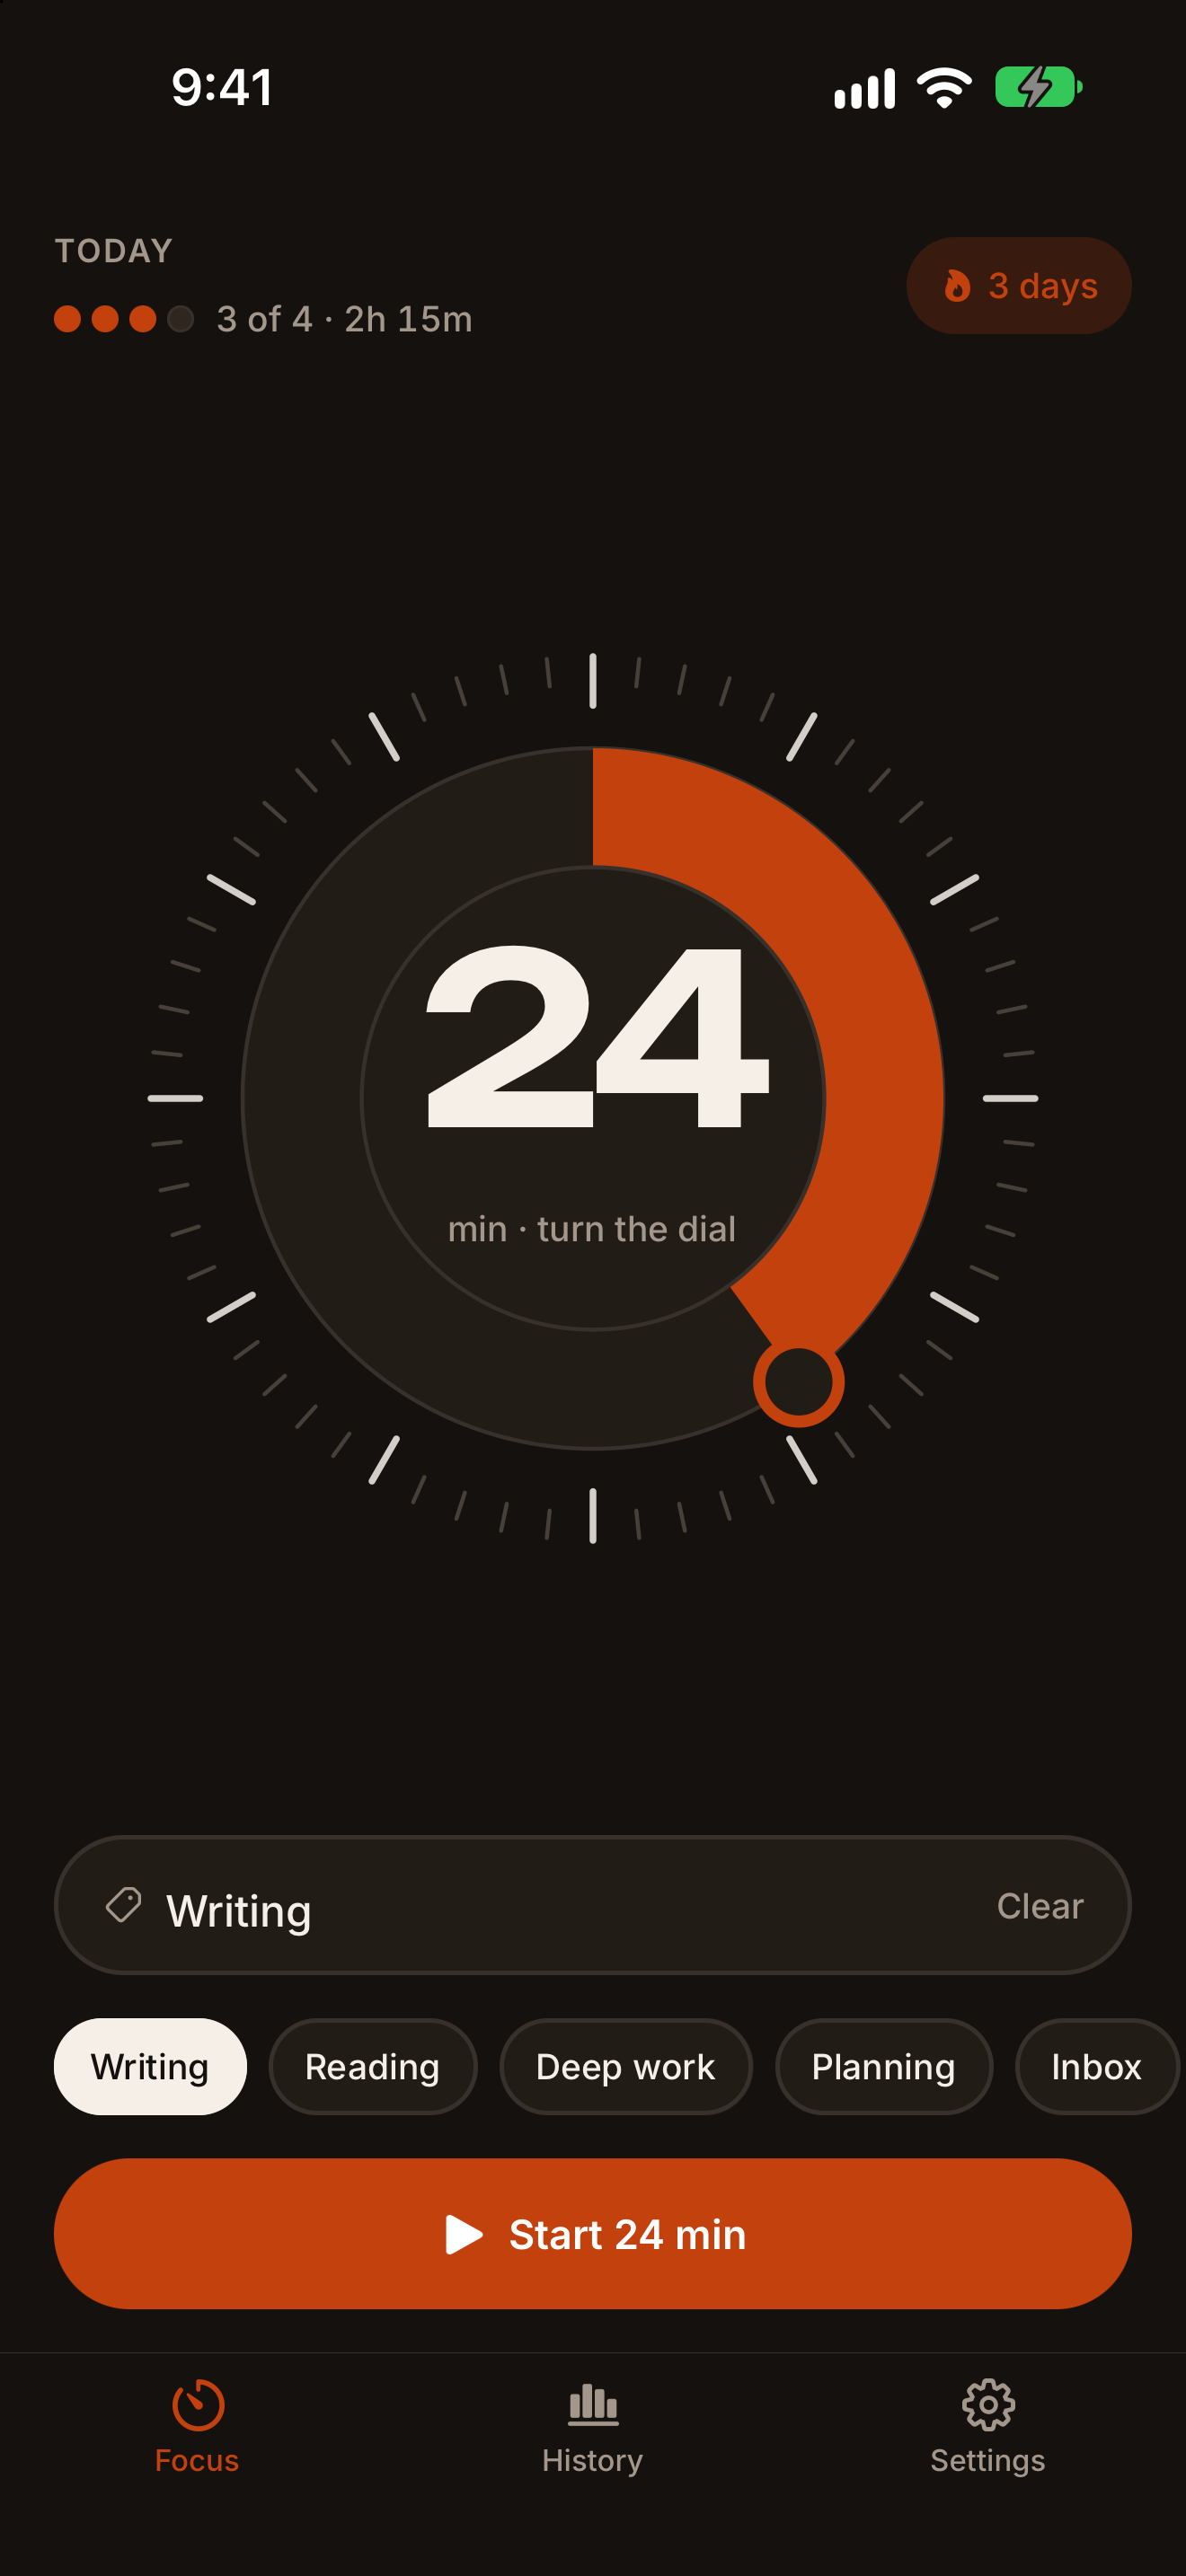 9:41
TODAY
3 of 4 · 2h 15m
3 days
24
min · turn the dial
Writing
Clear
Writing
Reading
Deep work
Planning
Inbox
Start 24 min
Focus
History
Settings